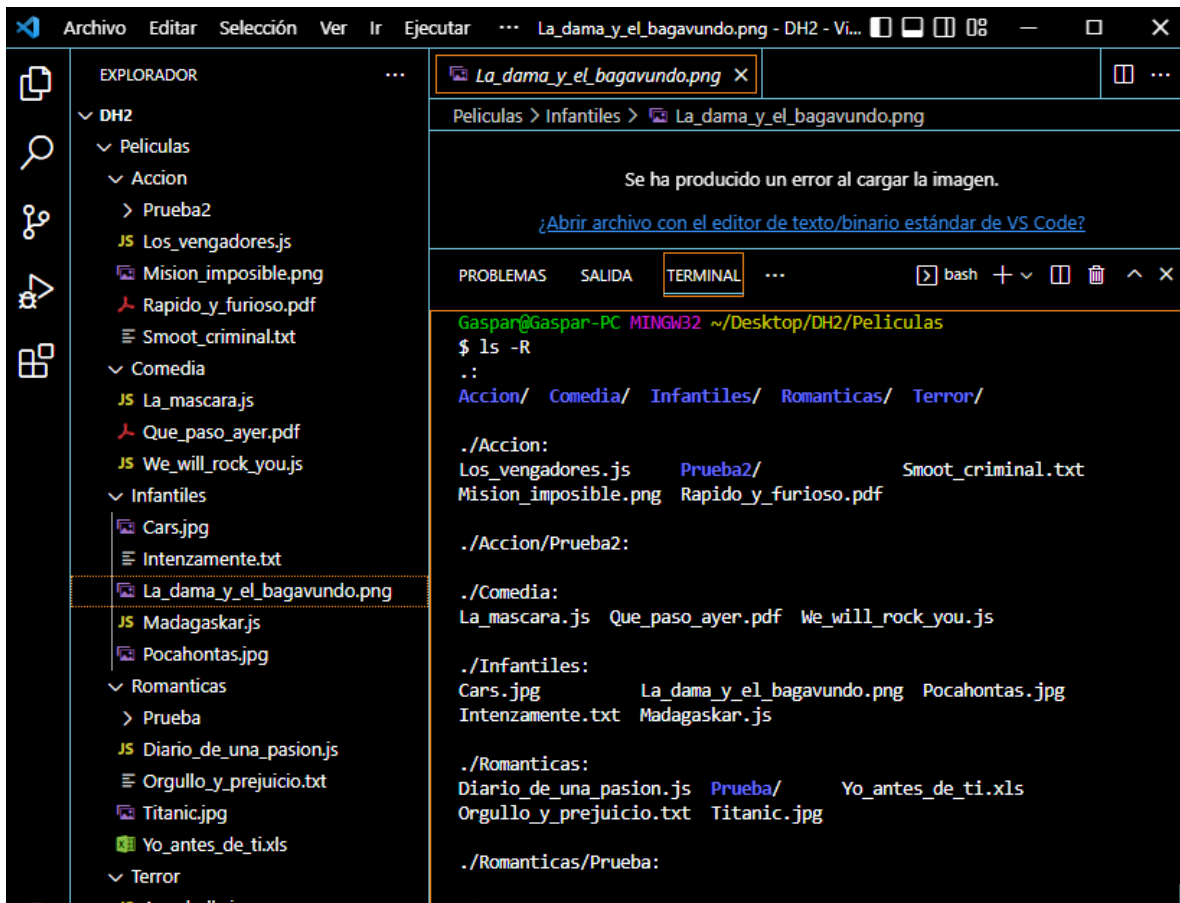 Archivo Editar Selección Ver Ir Ejecutar ··· La_dama_y_el_bagavundo.png - DH2 - Vi...
EXPLORADOR ···
DH2
Peliculas
Accion
Prueba2
JS Los_vengadores.js
Mision_imposible.png
Rapido_y_furioso.pdf
Smoot_criminal.txt
Comedia
JS La_mascara.js
Que_paso_ayer.pdf
JS We_will_rock_you.js
Infantiles
Cars.jpg
Intenzamente.txt
La_dama_y_el_bagavundo.png
JS Madagaskar.js
Pocahontas.jpg
Romanticas
Prueba
JS Diario_de_una_pasion.js
Orgullo_y_prejuicio.txt
Titanic.jpg
Yo_antes_de_ti.xls
Terror
La_dama_y_el_bagavundo.png
Peliculas > Infantiles > La_dama_y_el_bagavundo.png
Se ha producido un error al cargar la imagen.
¿Abrir archivo con el editor de texto/binario estándar de VS Code?
PROBLEMAS SALIDA TERMINAL ··· bash
Gaspar@Gaspar-PC MINGW32 ~/Desktop/DH2/Peliculas
$ ls -R
.:
Accion/ Comedia/ Infantiles/ Romanticas/ Terror/
./Accion:
Los_vengadores.js Prueba2/ Smoot_criminal.txt
Mision_imposible.png Rapido_y_furioso.pdf
./Accion/Prueba2:
./Comedia:
La_mascara.js Que_paso_ayer.pdf We_will_rock_you.js
./Infantiles:
Cars.jpg La_dama_y_el_bagavundo.png Pocahontas.jpg
Intenzamente.txt Madagaskar.js
./Romanticas:
Diario_de_una_pasion.js Prueba/ Yo_antes_de_ti.xls
Orgullo_y_prejuicio.txt Titanic.jpg
./Romanticas/Prueba: